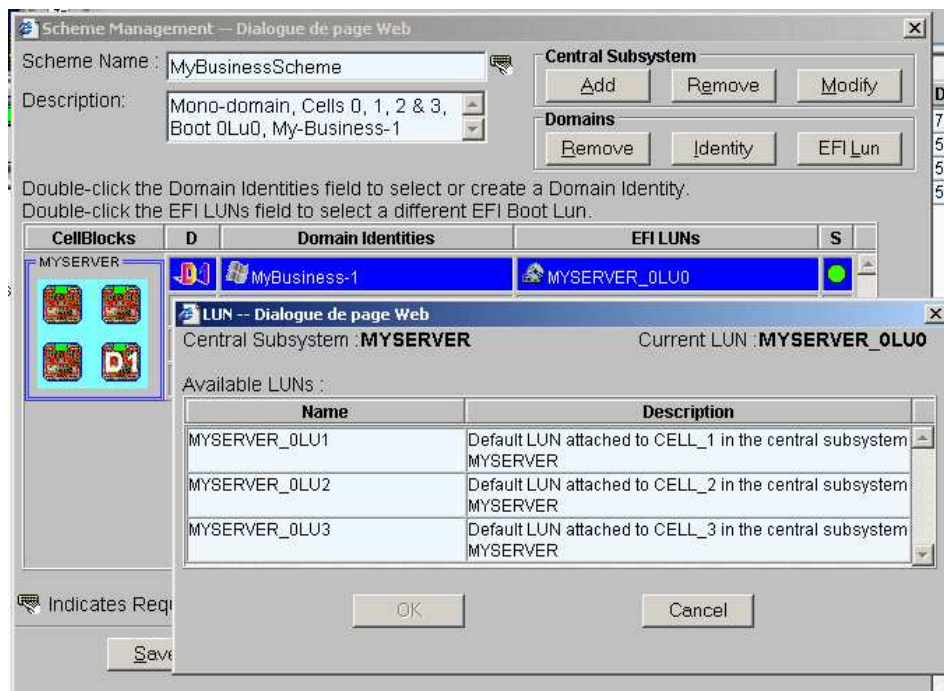 Scheme Management -- Dialogue de page Web
Scheme Name :
MyBusinessScheme
Description:
Mono-domain, Cells 0, 1, 2 & 3,
Boot 0Lu0, My-Business-1
Central Subsystem
Add
Remove
Modify
Domains
Remove
Identity
EFI Lun
Double-click the Domain Identities field to select or create a Domain Identity.
Double-click the EFI LUNs field to select a different EFI Boot Lun.
CellBlocks
D
Domain Identities
EFI LUNs
S
MYSERVER
D1
MyBusiness-1
MYSERVER_0LU0
D1
LUN -- Dialogue de page Web
Central Subsystem :MYSERVER
Current LUN :MYSERVER_0LU0
Available LUNs :
Name
Description
MYSERVER_0LU1
Default LUN attached to CELL_1 in the central subsystem
MYSERVER
MYSERVER_0LU2
Default LUN attached to CELL_2 in the central subsystem
MYSERVER
MYSERVER_0LU3
Default LUN attached to CELL_3 in the central subsystem
MYSERVER
OK
Cancel
Indicates Requ
Save
D
7
5
5
5